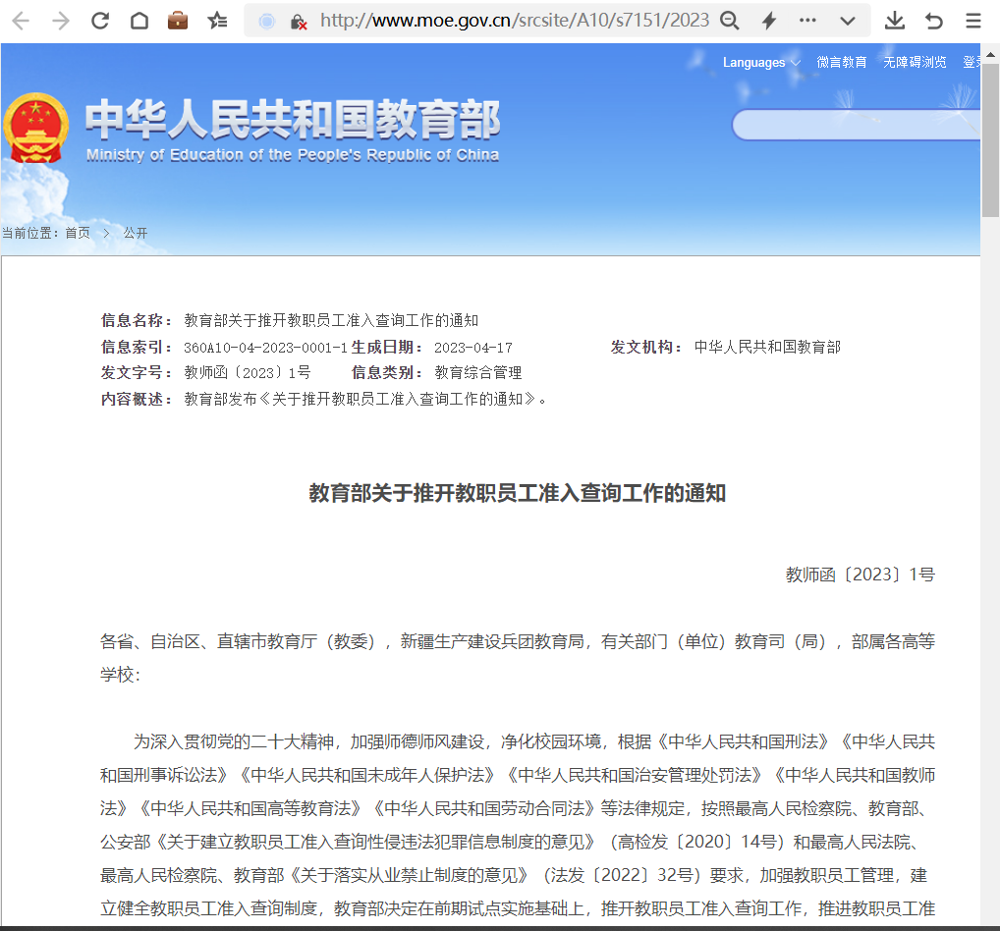 http://www.moe.gov.cn/srcsite/A10/s7151/2023
Languages 微言教育 无障碍浏览 登录
中华人民共和国教育部
Ministry of Education of the People's Republic of China
当前位置：首页 > 公开
信息名称： 教育部关于推开教职员工准入查询工作的通知
信息索引： 360A10-04-2023-0001-1 生成日期： 2023-04-17 发文机构： 中华人民共和国教育部
发文字号： 教师函〔2023〕1号 信息类别： 教育综合管理
内容概述： 教育部发布《关于推开教职员工准入查询工作的通知》。
教育部关于推开教职员工准入查询工作的通知
教师函〔2023〕1号
各省、自治区、直辖市教育厅（教委），新疆生产建设兵团教育局，有关部门（单位）教育司（局），部属各高等
学校：
为深入贯彻党的二十大精神，加强师德师风建设，净化校园环境，根据《中华人民共和国刑法》《中华人民共
和国刑事诉讼法》《中华人民共和国未成年人保护法》《中华人民共和国治安管理处罚法》《中华人民共和国教师
法》《中华人民共和国高等教育法》《中华人民共和国劳动合同法》等法律规定，按照最高人民检察院、教育部、
公安部《关于建立教职员工准入查询性侵违法犯罪信息制度的意见》（高检发〔2020〕14号）和最高人民法院、
最高人民检察院、教育部《关于落实从业禁止制度的意见》（法发〔2022〕32号）要求，加强教职员工管理，建
立健全教职员工准入查询制度，教育部决定在前期试点实施基础上，推开教职员工准入查询工作，推进教职员工准